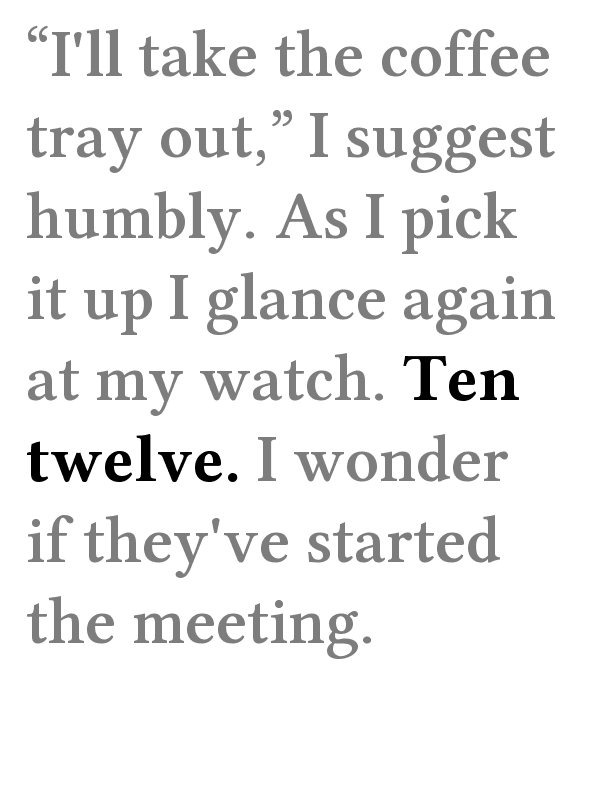 “I'll take the coffee
tray out,” I suggest
humbly. As I pick
it up I glance again
at my watch. Ten
twelve. I wonder
if they've started
the meeting.